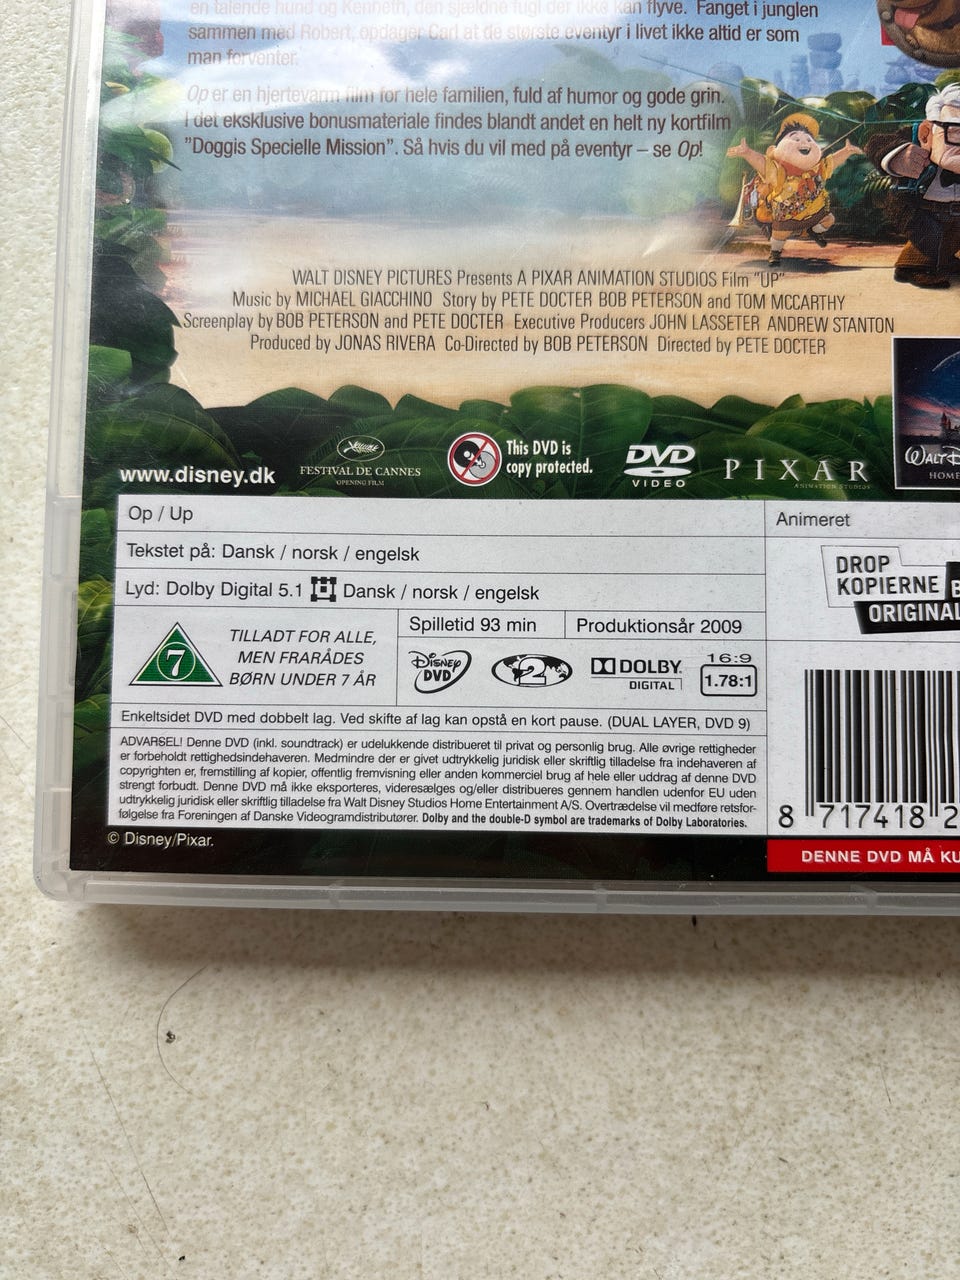 en talende hund og Kenneth, den sjældne fugl der ikke kan flyve. Fanget i junglen
sammen med Robert, opdager Carl at de største eventyr i livet ikke altid er som
man forventer.
Op er en hjertevarm film for hele familien, fuld af humor og gode grin.
I det eksklusive bonusmateriale findes blandt andet en helt ny kortfilm
”Doggis Specielle Mission”. Så hvis du vil med på eventyr – se Op!
WALT DISNEY PICTURES Presents A PIXAR ANIMATION STUDIOS Film "UP"
Music by MICHAEL GIACCHINO Story by PETE DOCTER BOB PETERSON and TOM MCCARTHY
Screenplay by BOB PETERSON and PETE DOCTER Executive Producers JOHN LASSETER ANDREW STANTON
Produced by JONAS RIVERA Co-Directed by BOB PETERSON Directed by PETE DOCTER
www.disney.dk
FESTIVAL DE CANNES
OPENING FILM
This DVD is
copy protected.
DVD
VIDEO
PIXAR
ANIMATION STUDIOS
WALT D
HOME
Op / Up
Animeret
Tekstet på: Dansk / norsk / engelsk
Lyd: Dolby Digital 5.1 Dansk / norsk / engelsk
DROP
KOPIERNE
ORIGINAL
7
TILLADT FOR ALLE,
MEN FRARÅDES
BØRN UNDER 7 ÅR
Spilletid 93 min
Produktionsår 2009
DISNEY
DVD
2
DOLBY
DIGITAL
16:9
1.78:1
Enkeltsidet DVD med dobbelt lag. Ved skifte af lag kan opstå en kort pause. (DUAL LAYER, DVD 9)
ADVARSEL! Denne DVD (inkl. soundtrack) er udelukkende distribueret til privat og personlig brug. Alle øvrige rettigheder
er forbeholdt rettighedsindehaveren. Medmindre der er givet udtrykkelig juridisk eller skriftlig tilladelse fra indehaveren af
copyrighten er, fremstilling af kopier, offentlig fremvisning eller anden kommerciel brug af hele eller uddrag af denne DVD
strengt forbudt. Denne DVD må ikke eksporteres, videresælges og/eller distribueres gennem handlen udenfor EU uden
udtrykkelig juridisk eller skriftlig tilladelse fra Walt Disney Studios Home Entertainment A/S. Overtrædelse vil medføre retsfor-
følgelse fra Foreningen af Danske Videogramdistributører. Dolby and the double-D symbol are trademarks of Dolby Laboratories.
8 717418 2
© Disney/Pixar.
DENNE DVD MÅ KU